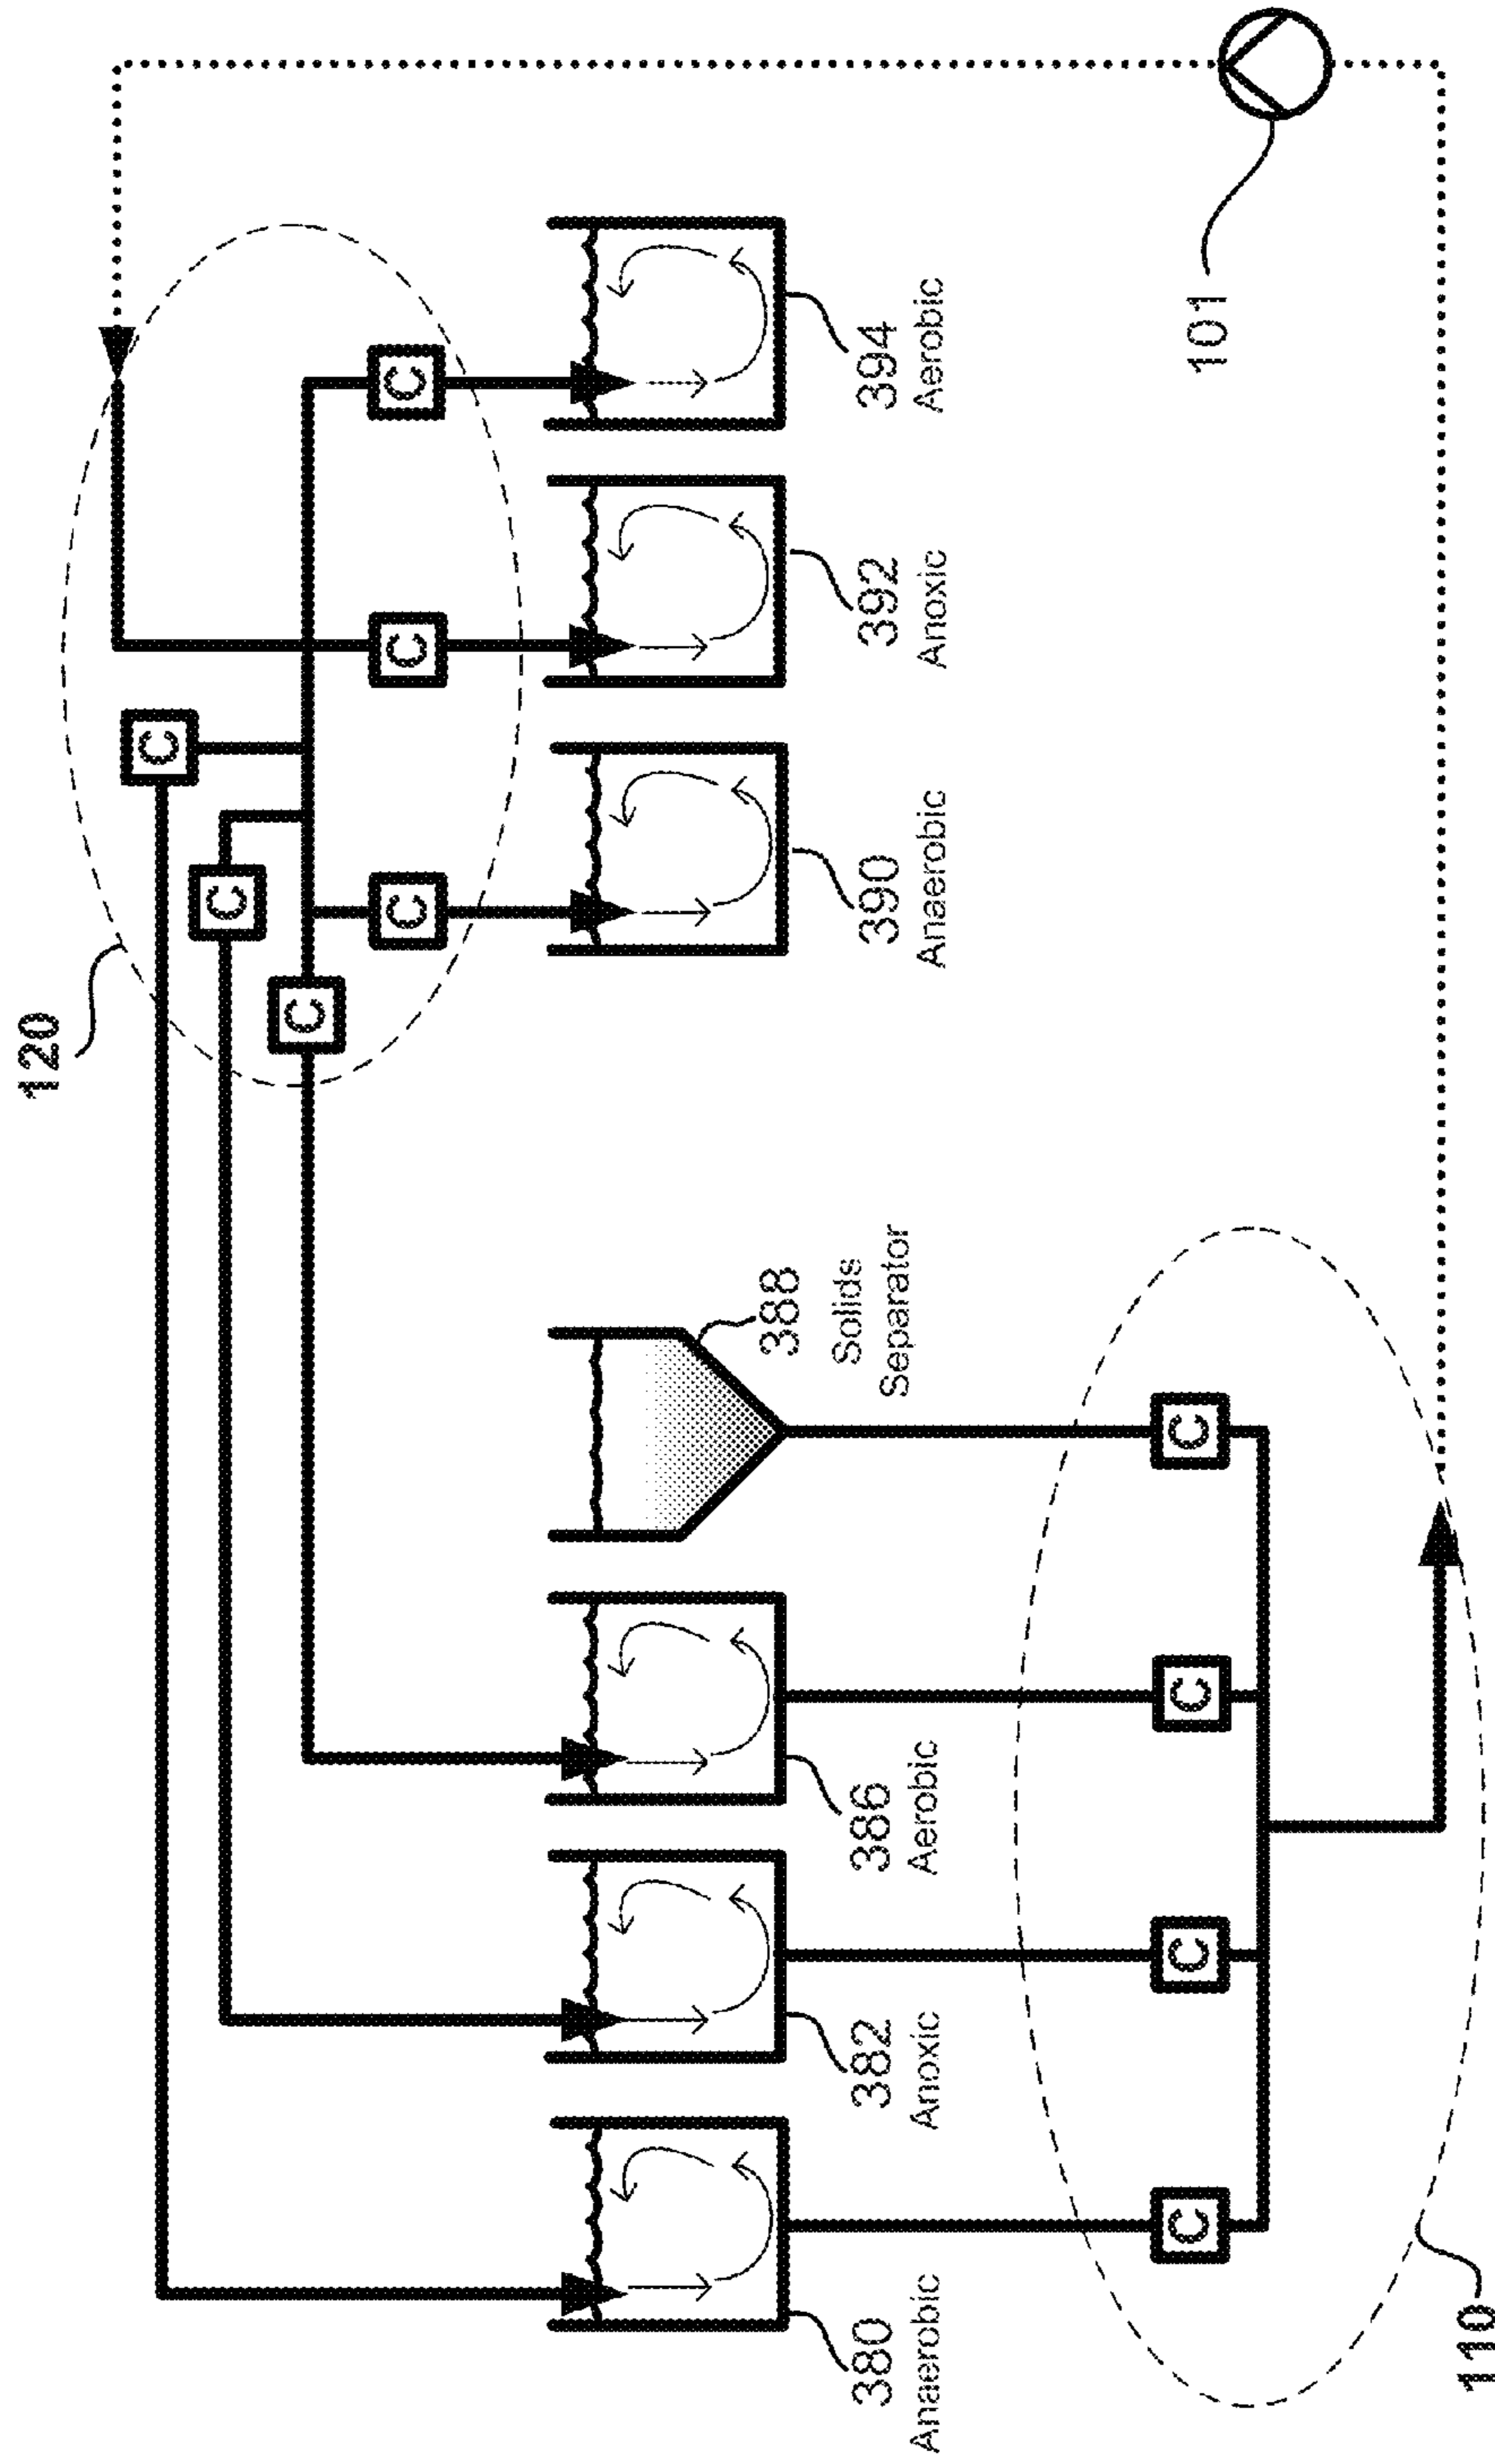 120
C
C
C
C
C
C
390
Anaerobic
392
Anoxic
394
Aerobic
380
Anaerobic
382
Anoxic
386
Aerobic
388
Solids
Separator
C
C
C
C
110
101